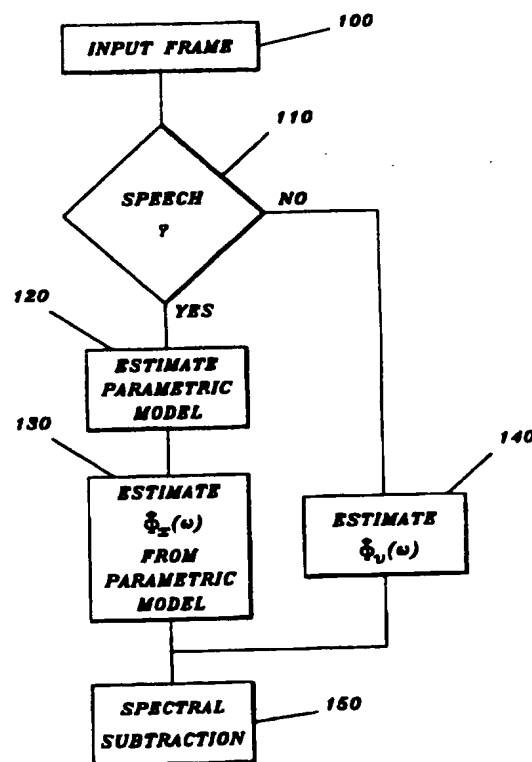 100
INPUT FRAME
110
SPEECH
?
NO
YES
120
ESTIMATE
PARAMETRIC
MODEL
130
ESTIMATE
Φ̂x(ω)
FROM
PARAMETRIC
MODEL
140
ESTIMATE
Φ̂v(ω)
150
SPECTRAL
SUBTRACTION